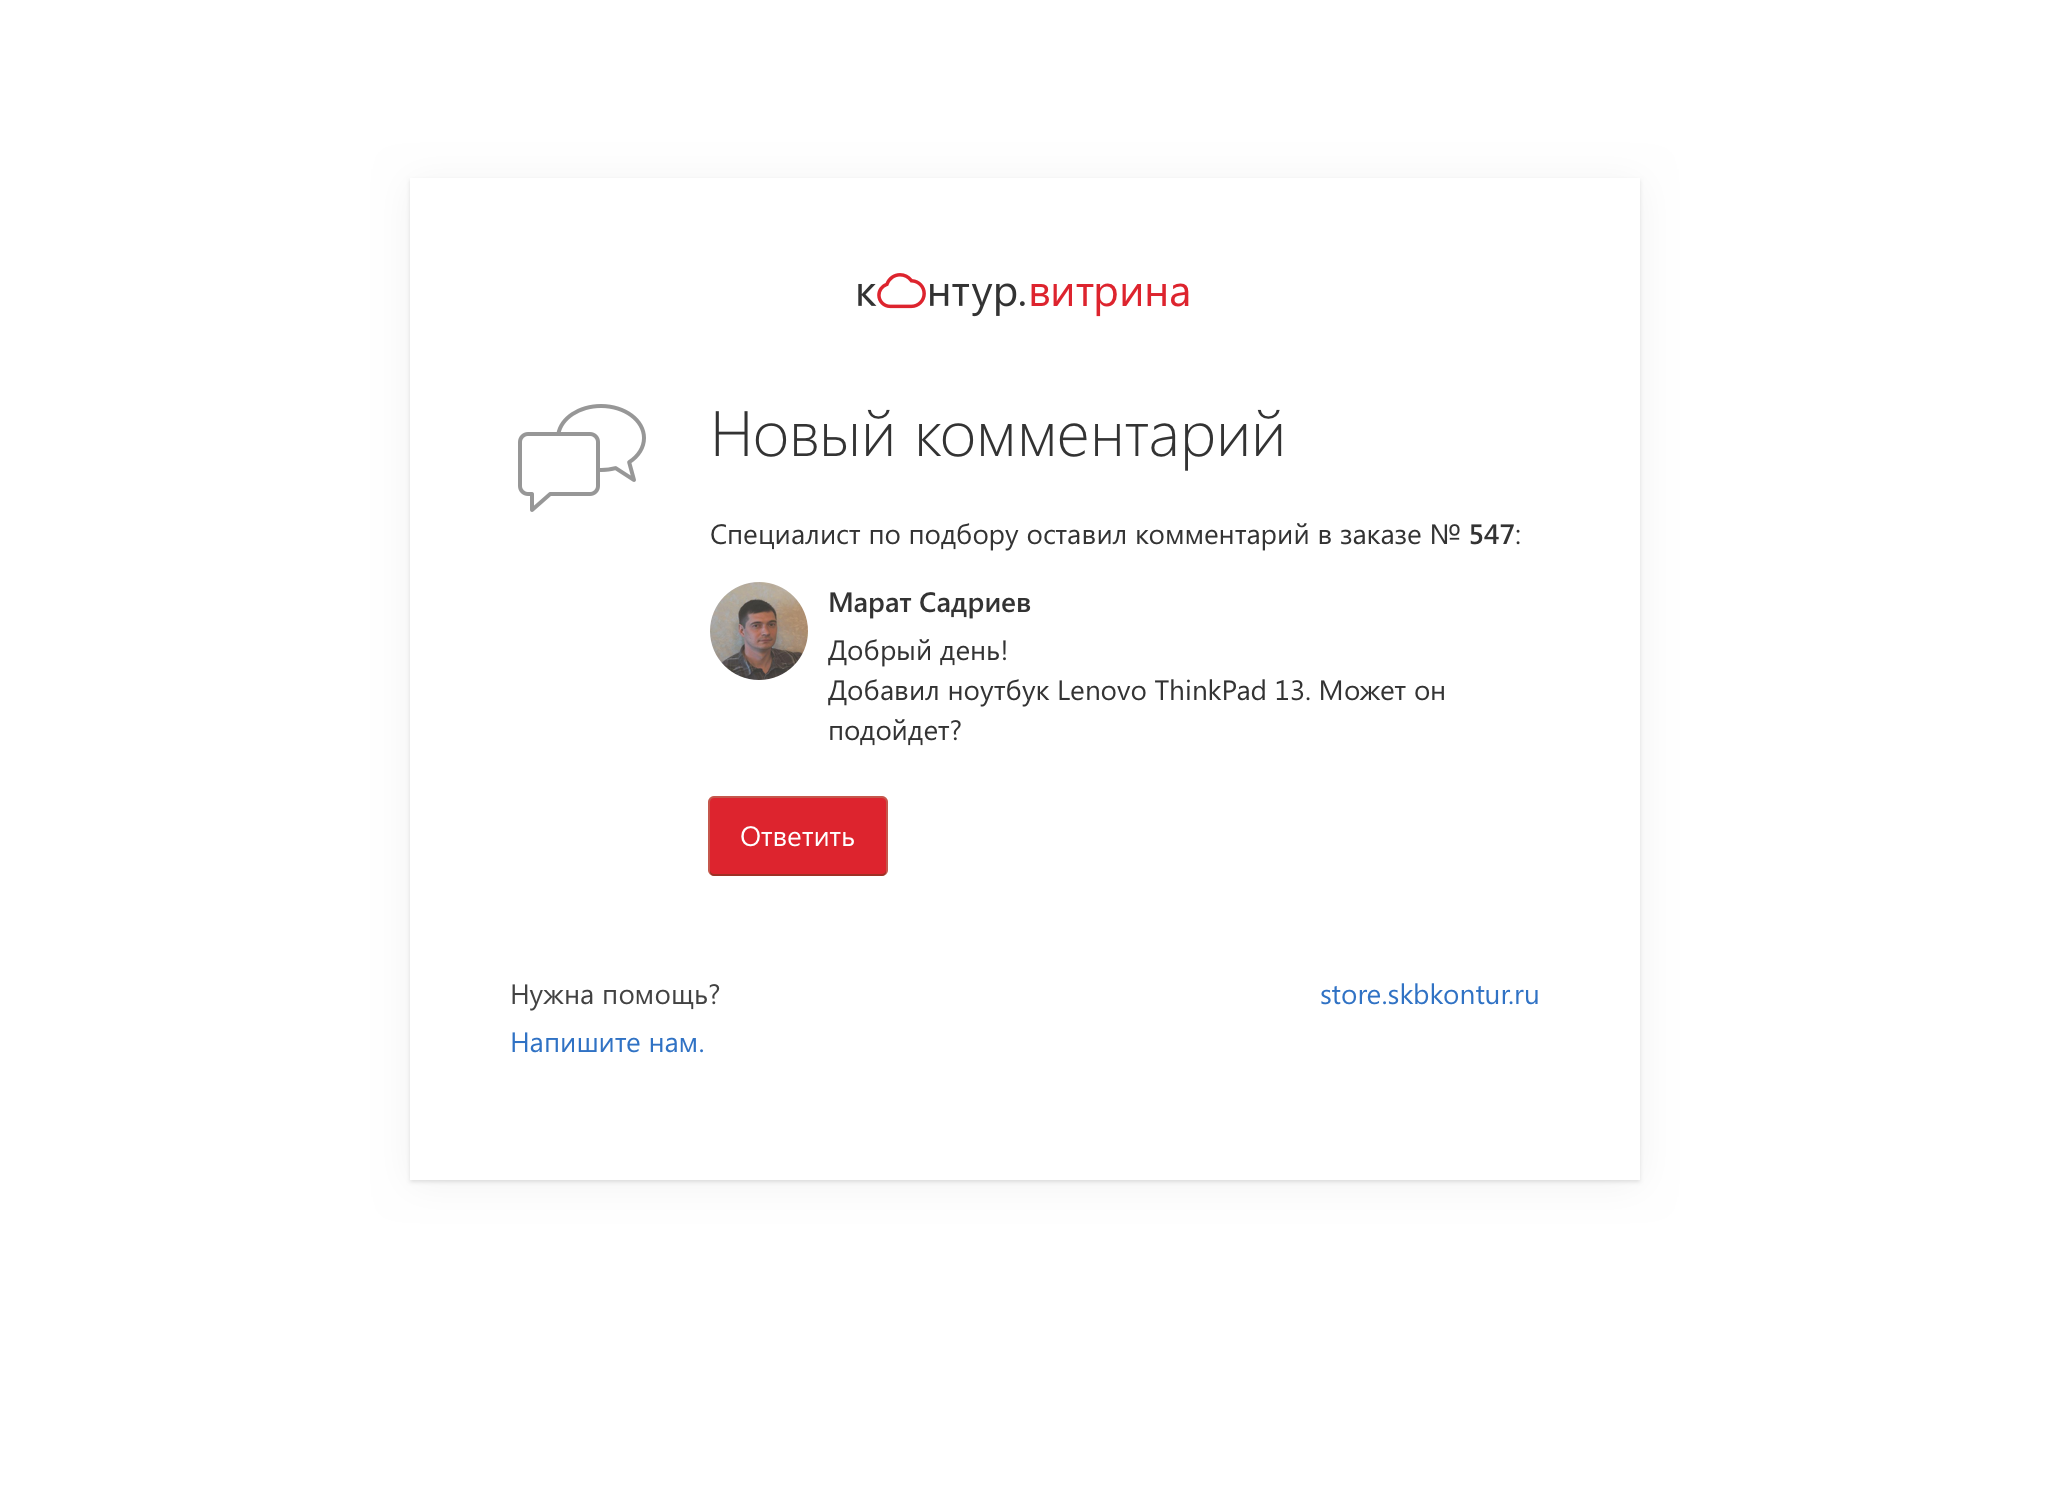 контур.витрина
Новый комментарий
Специалист по подбору оставил комментарий в заказе № 547:
Марат Садриев
Добрый день!
Добавил ноутбук Lenovo ThinkPad 13. Может он
подойдет?
Ответить
Нужна помощь?
store.skbkontur.ru
Напишите нам.